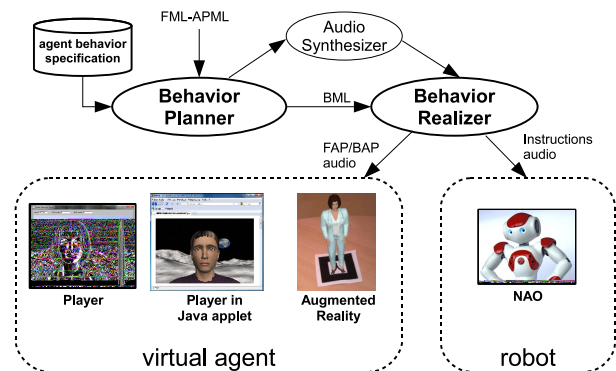 FML-APML
Audio
Synthesizer
agent behavior
specification
Behavior
Planner
BML
Behavior
Realizer
FAP/BAP
audio
Instructions
audio
Player
Player in
Java applet
Augmented
Reality
NAO
virtual agent
robot